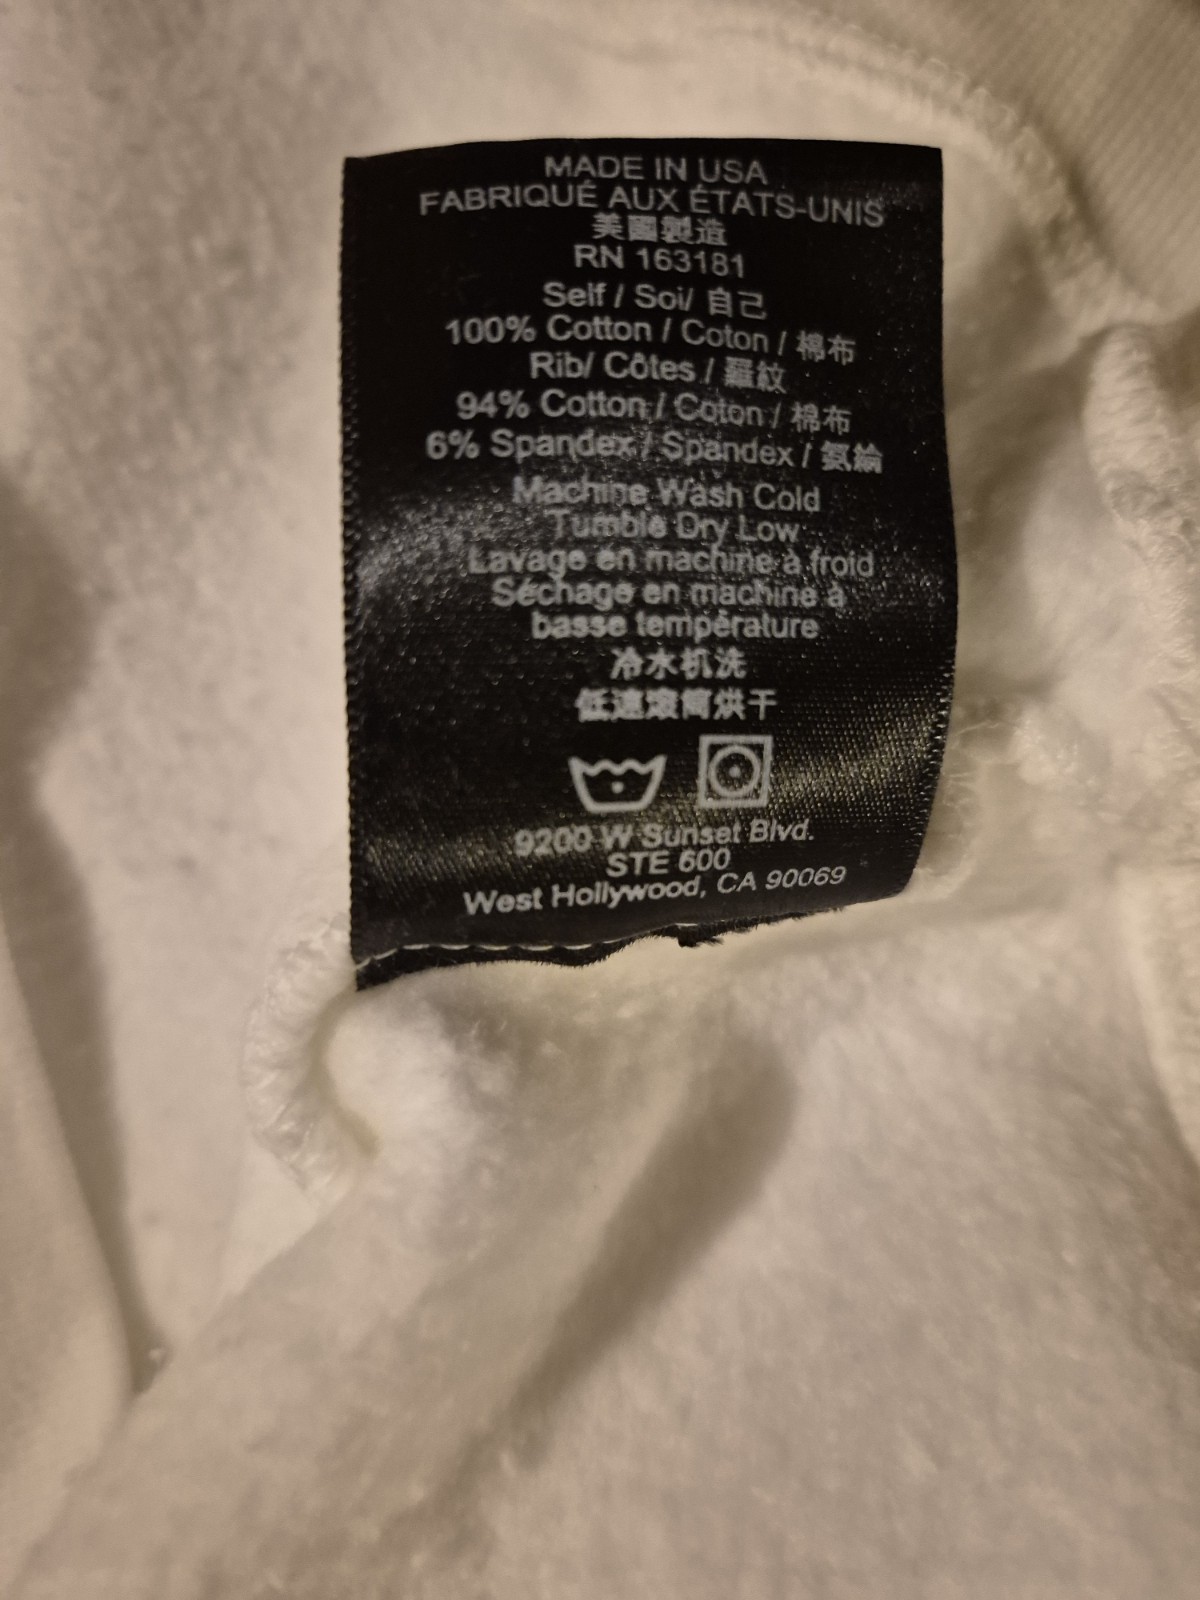 MADE IN USA
FABRIQUÉ AUX ÉTATS-UNIS
美國製造
RN 163181
Self / Soi/ 自己
100% Cotton / Coton / 棉布
Rib/ Côtes / 羅紋
94% Cotton / Coton / 棉布
6% Spandex / Spandex / 氨綸
Machine Wash Cold
Tumble Dry Low
Lavage en machine à froid
Séchage en machine à
basse température
冷水机洗
低速滾筒烘干
9200 W Sunset Blvd.
STE 600
West Hollywood, CA 90069